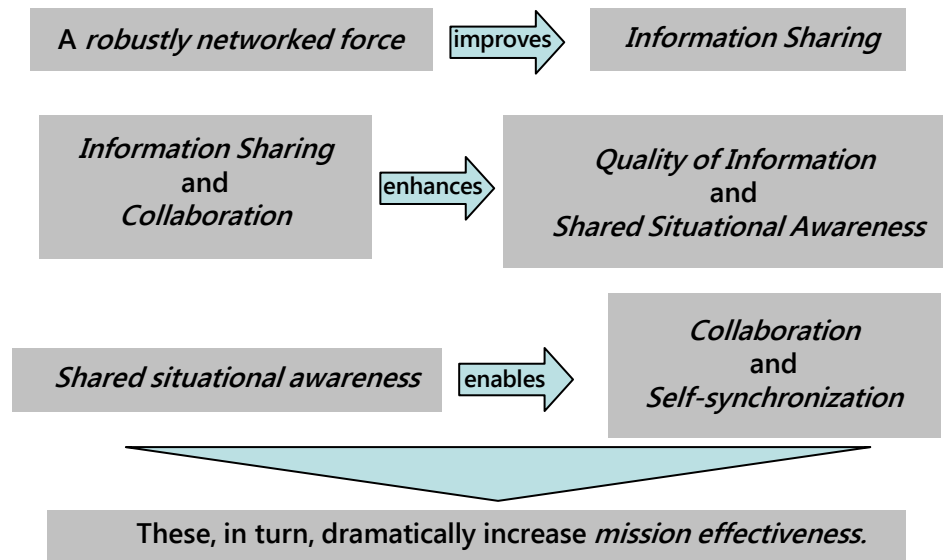 A robustly networked force improves Information Sharing
Information Sharing
and
Collaboration
enhances
Quality of Information
and
Shared Situational Awareness
Shared situational awareness
enables
Collaboration
and
Self-synchronization
These, in turn, dramatically increase mission effectiveness.